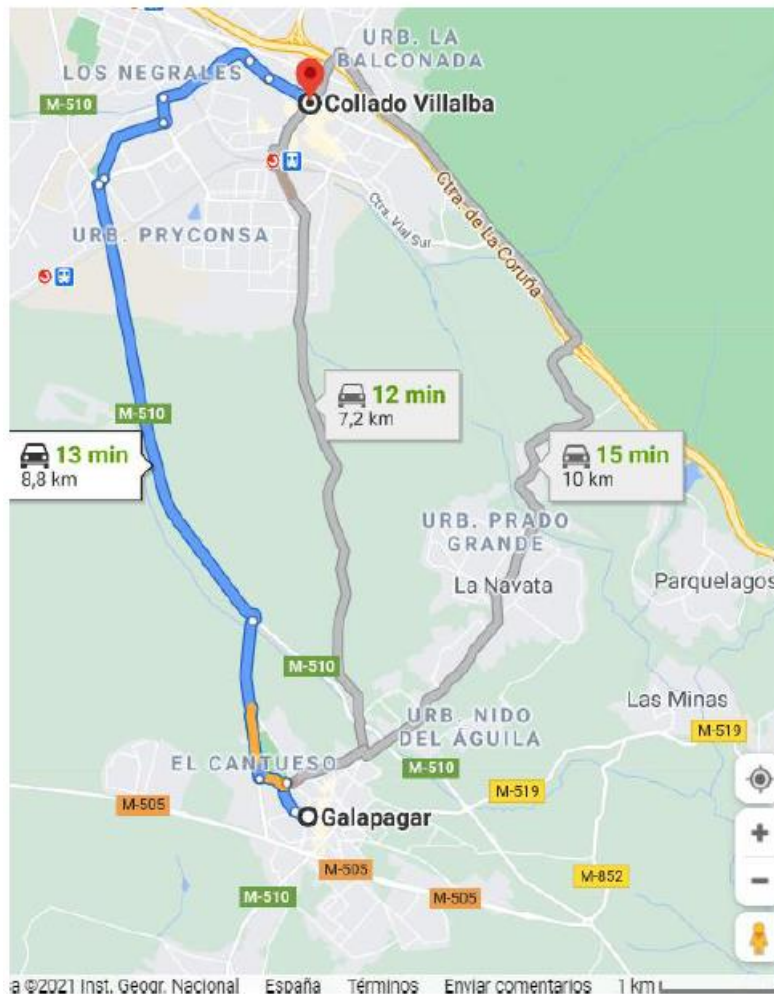 URB. LA
BALCONADA
LOS NEGRALES
M-510
Collado Villalba
Ctra. Vial Sur
Ctra. de La Coruña
URB. PRYCONSA
12 min
7,2 km
M-510
13 min
8,8 km
15 min
10 km
URB. PRADO
GRANDE
La Navata
Parquelagos
M-510
Las Minas
URB. NIDO
DEL ÁGUILA
M-519
EL CANTUESO
M-510
M-505
M-519
Galapagar
M-505
M-852
M-510
M-505
a ©2021 Inst. Geogr. Nacional España Términos Enviar comentarios 1 km